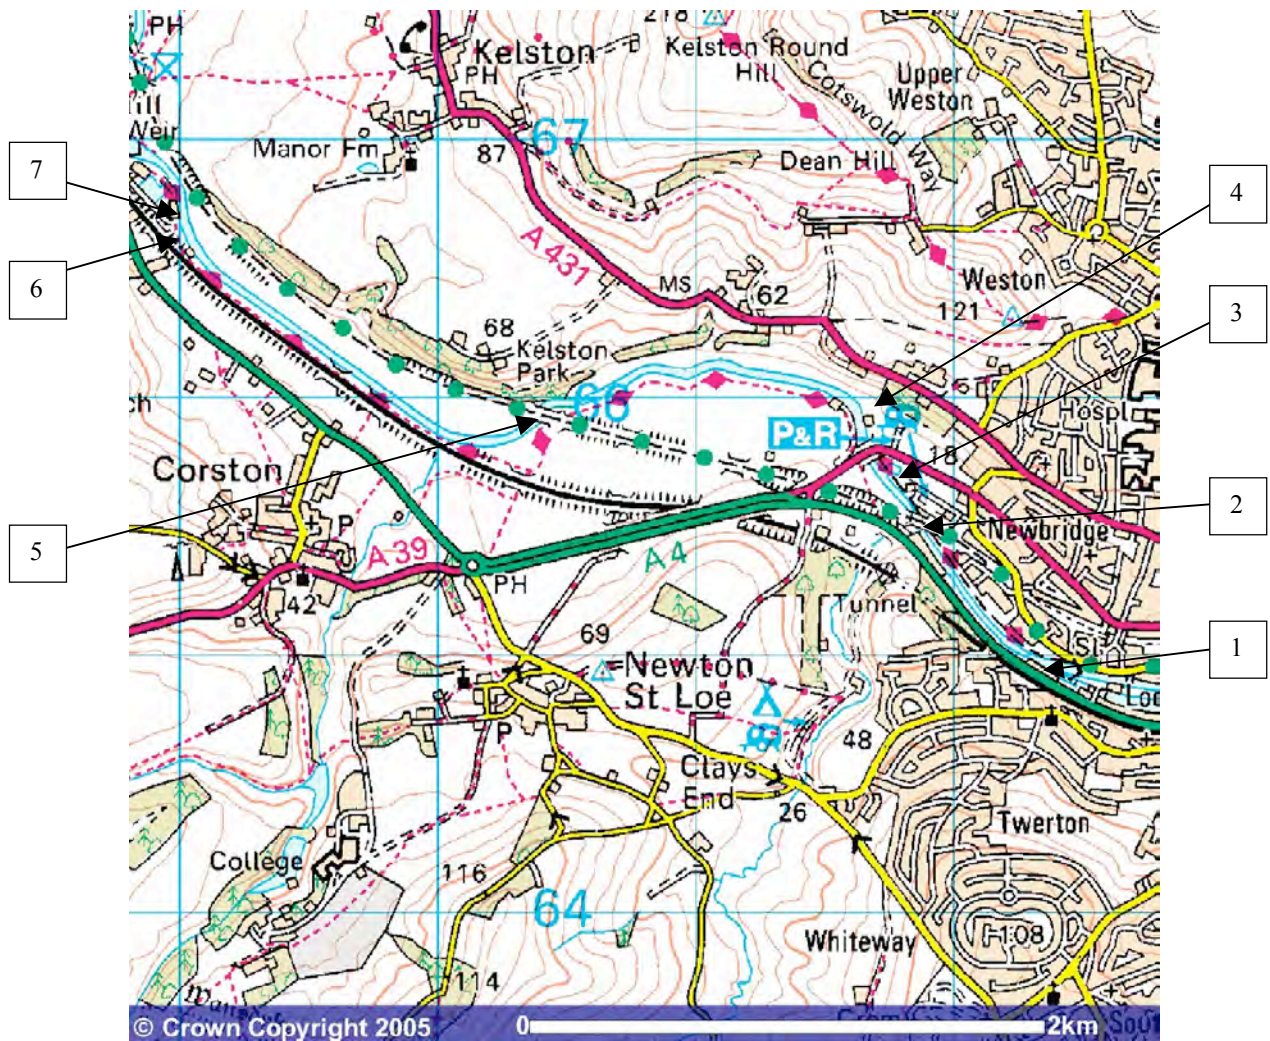 PH
218
Kelston Round
Hill
Kelston
PH
Cotswold Way
Upper
Weston
Weir
Manor Fm
87
67
Dean Hill
7
4
6
3
A 431
MS
62
Weston
121
68
Kelston
Park
66
P&R
18
Hospl
Corston
P
5
2
Newbridge
A 39
A 4
PH
42
Tunnel
69
Newton
St Loe
1
P
48
Clays
End
26
Twerton
College
116
64
Whiteway
108
114
© Crown Copyright 2005
0
2km